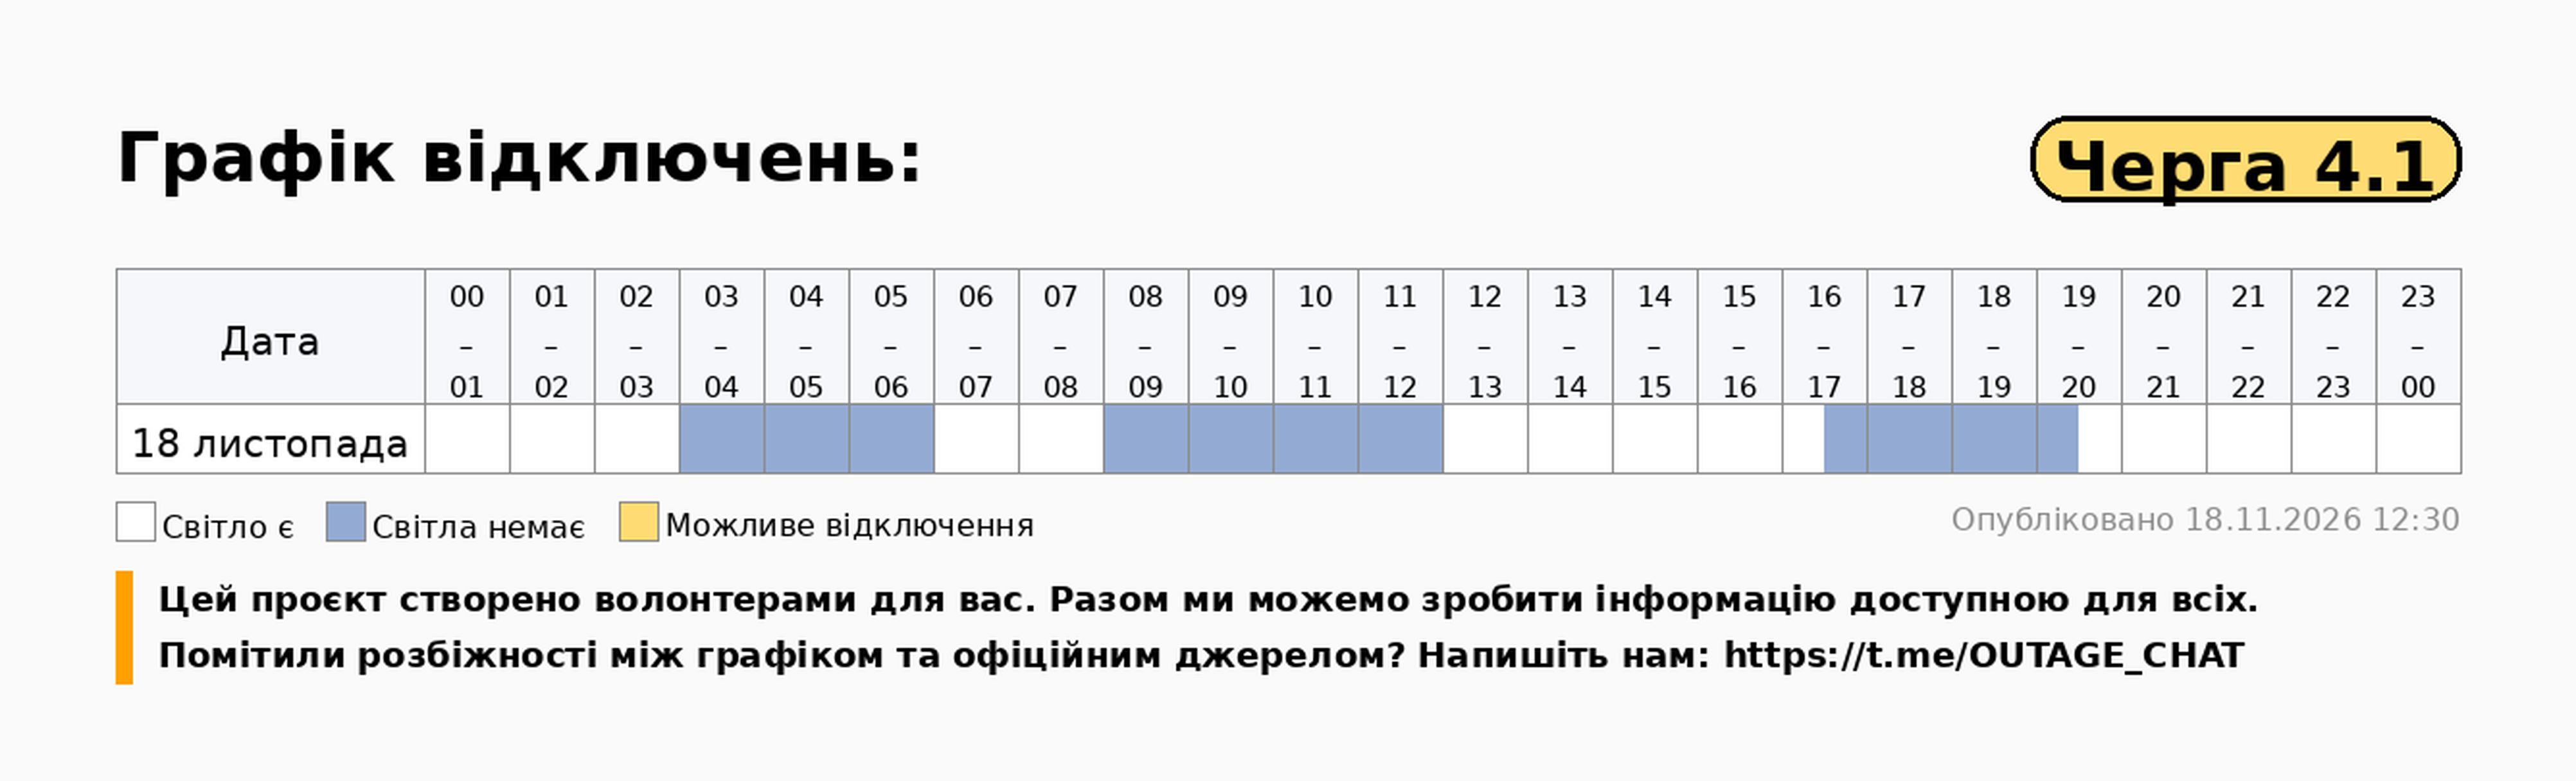 Графік відключень:
Черга 4.1
Дата
00 – 01
01 – 02
02 – 03
03 – 04
04 – 05
05 – 06
06 – 07
07 – 08
08 – 09
09 – 10
10 – 11
11 – 12
12 – 13
13 – 14
14 – 15
15 – 16
16 – 17
17 – 18
18 – 19
19 – 20
20 – 21
21 – 22
22 – 23
23 – 00
18 листопада
Світло є
Світла немає
Можливе відключення
Опубліковано 18.11.2026 12:30
Цей проєкт створено волонтерами для вас. Разом ми можемо зробити інформацію доступною для всіх.
Помітили розбіжності між графіком та офіційним джерелом? Напишіть нам: https://t.me/OUTAGE_CHAT